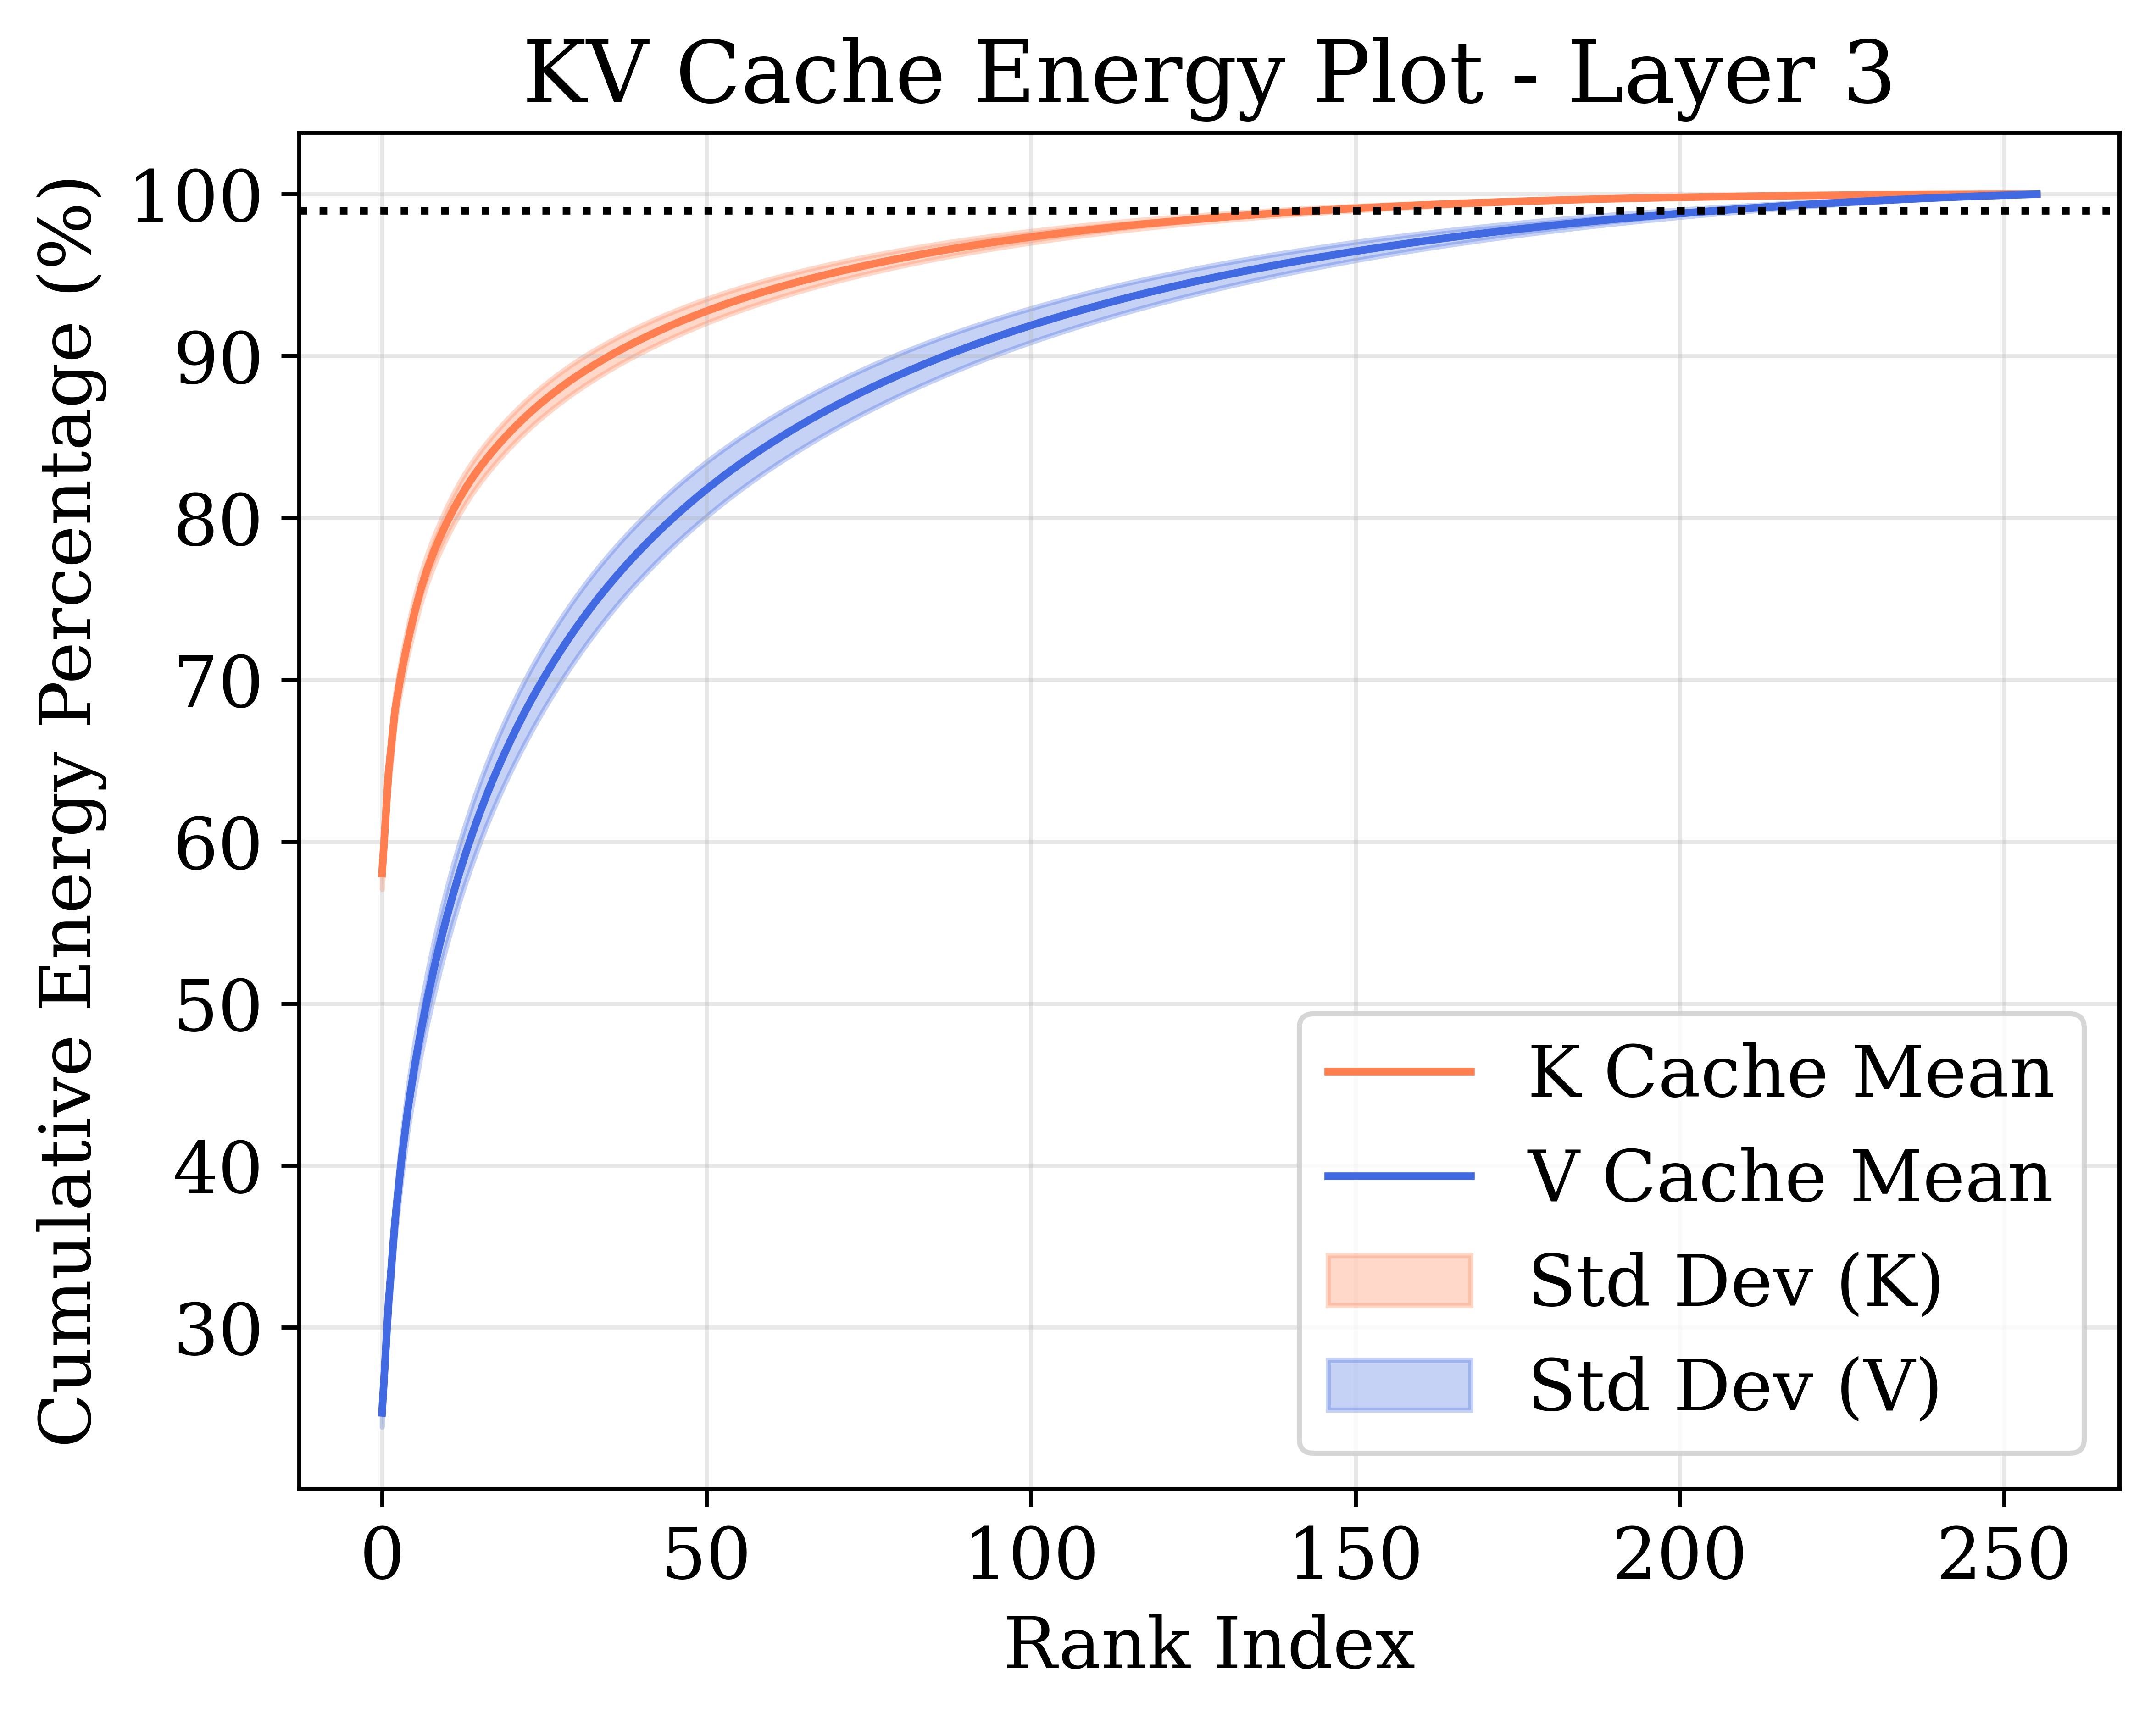 KV Cache Energy Plot - Layer 3
Cumulative Energy Percentage (%)
100
90
80
70
60
50
40
30
K Cache Mean
V Cache Mean
Std Dev (K)
Std Dev (V)
0 50 100 150 200 250
Rank Index